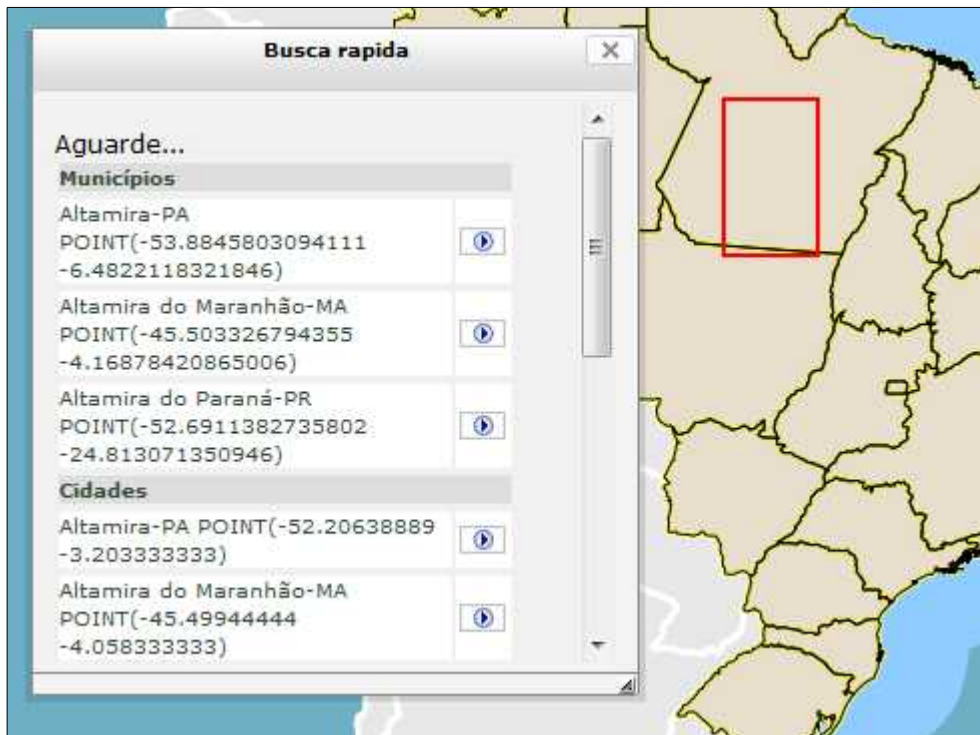 Busca rapida
Aguarde...
Municípios
Altamira-PA
POINT(-53.8845803094111
-6.4822118321846)
Altamira do Maranhão-MA
POINT(-45.503326794355
-4.16878420865006)
Altamira do Paraná-PR
POINT(-52.6911382735802
-24.813071350946)
Cidades
Altamira-PA POINT(-52.20638889
-3.203333333)
Altamira do Maranhão-MA
POINT(-45.49944444
-4.058333333)